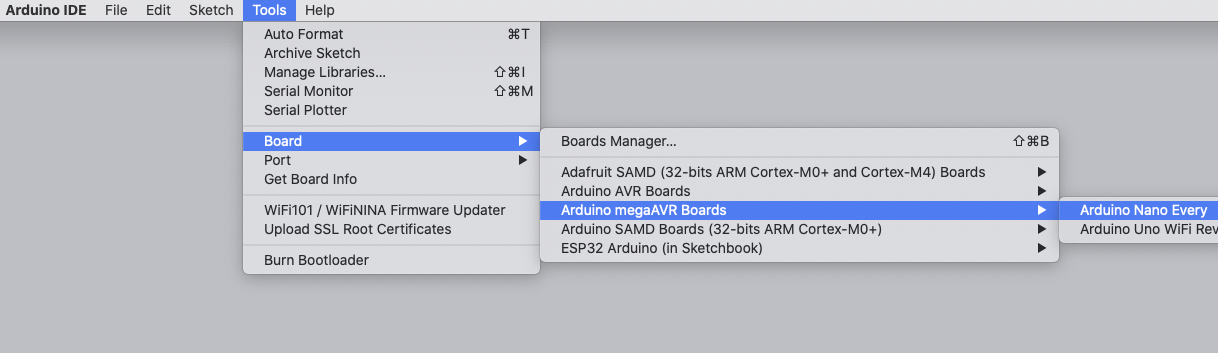 Arduino IDE File Edit Sketch Tools Help
Auto Format ⌘T
Archive Sketch
Manage Libraries... ⇧⌘I
Serial Monitor ⇧⌘M
Serial Plotter
Board ▶
Port ▶
Get Board Info
WiFi101 / WiFiNINA Firmware Updater
Upload SSL Root Certificates
Burn Bootloader
Boards Manager... ⇧⌘B
Adafruit SAMD (32-bits ARM Cortex-M0+ and Cortex-M4) Boards ▶
Arduino AVR Boards ▶
Arduino megaAVR Boards ▶
Arduino SAMD Boards (32-bits ARM Cortex-M0+) ▶
ESP32 Arduino (in Sketchbook) ▶
Arduino Nano Every
Arduino Uno WiFi Rev